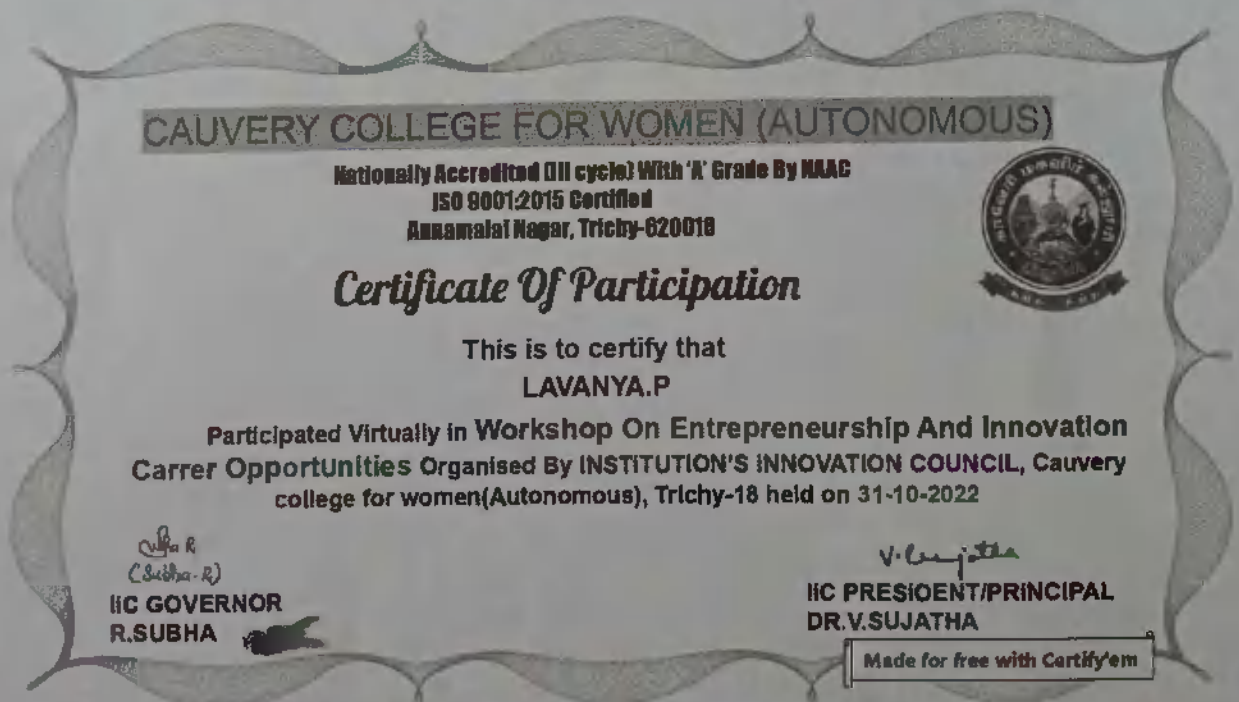 CAUVERY COLLEGE FOR WOMEN (AUTONOMOUS)
Nationally Accredited (III cycle) With 'A' Grade By NAAC
ISO 9001:2015 Certified
Annamalai Nagar, Trichy-620018
Certificate Of Participation
This is to certify that
LAVANYA.P
Participated Virtually in Workshop On Entrepreneurship And Innovation
Carrer OpportUnities Organised By INSTITUTION'S INNOVATION COUNCIL, Cauvery
college for women(Autonomous), Trichy-18 held on 31-10-2022
Subha R
(Subha-R)
IIC GOVERNOR
R.SUBHA
V. Sujatha
IIC PRESIDENT/PRINCIPAL
DR.V.SUJATHA
Made for free with Certify'em